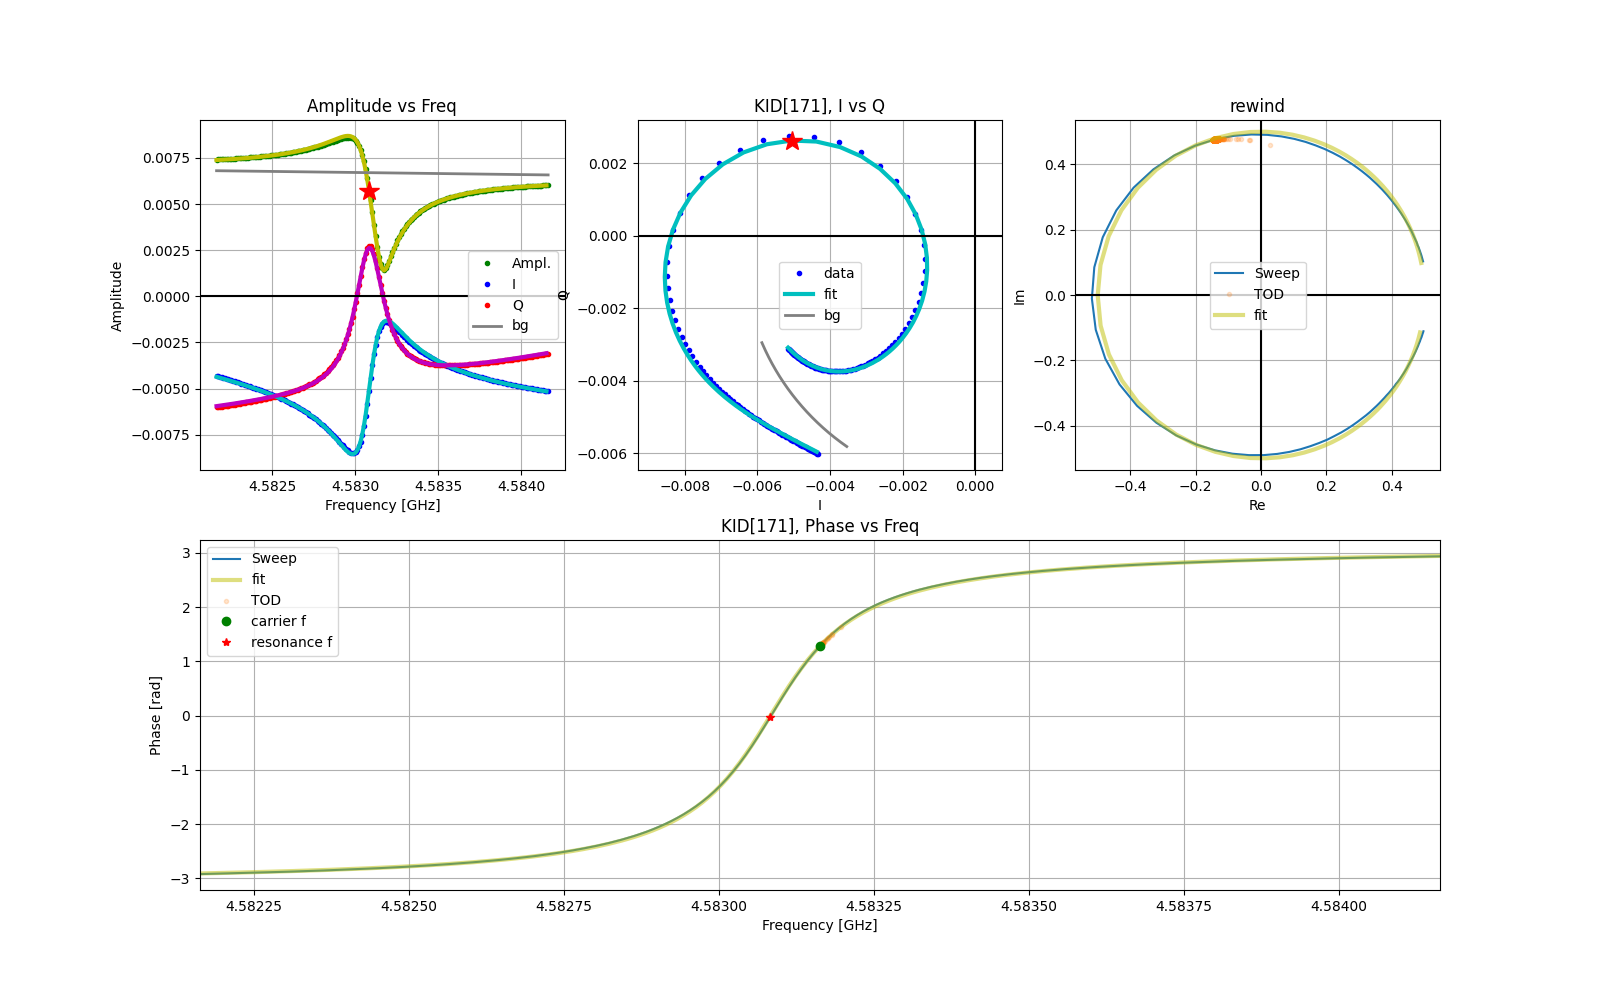 Amplitude vs Freq
Amplitude
0.0075
0.0050
0.0025
0.0000
−0.0025
−0.0050
−0.0075
Ampl.
I
Q
bg
4.5825
4.5830
4.5835
4.5840
Frequency [GHz]
KID[171], I vs Q
Q
0.002
0.000
−0.002
−0.004
−0.006
data
fit
bg
−0.008
−0.006
−0.004
−0.002
0.000
I
rewind
Im
0.4
0.2
0.0
−0.2
−0.4
Sweep
TOD
fit
−0.4
−0.2
0.0
0.2
0.4
Re
KID[171], Phase vs Freq
Phase [rad]
3
2
1
0
−1
−2
−3
Sweep
fit
TOD
carrier f
resonance f
4.58225
4.58250
4.58275
4.58300
4.58325
4.58350
4.58375
4.58400
Frequency [GHz]